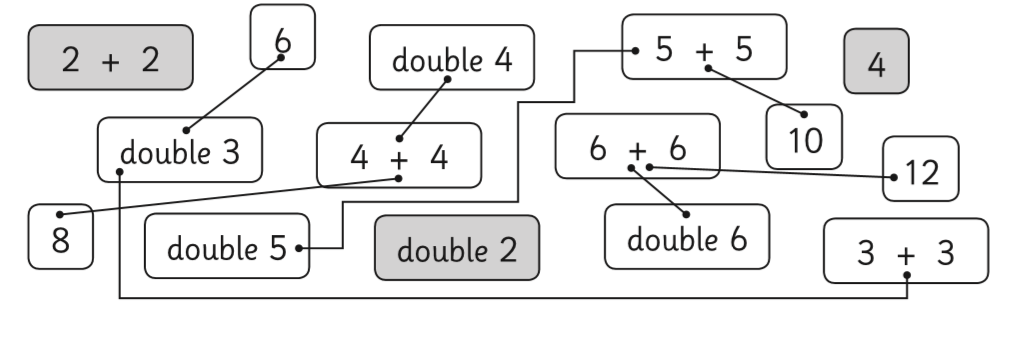 2 + 2
6
double 4
5 + 5
4
double 3
4 + 4
6 + 6
10
12
8
double 5
double 2
double 6
3 + 3